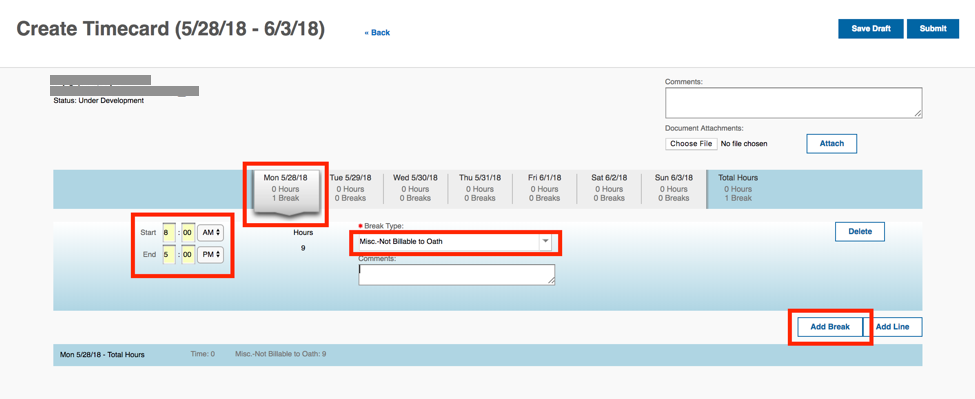 Create Timecard (5/28/18 - 6/3/18) « Back Save Draft Submit
Status: Under Development
Comments:
Document Attachments:
Choose File No file chosen Attach
Mon 5/28/18 Tue 5/29/18 Wed 5/30/18 Thu 5/31/18 Fri 6/1/18 Sat 6/2/18 Sun 6/3/18 Total Hours
0 Hours 0 Hours 0 Hours 0 Hours 0 Hours 0 Hours 0 Hours 0 Hours
1 Break 0 Breaks 0 Breaks 0 Breaks 0 Breaks 0 Breaks 0 Breaks 1 Break
Start 8 : 00 AM Hours * Break Type: Delete
Misc.-Not Billable to Oath
End 5 : 00 PM 9
Comments:
Add Break Add Line
Mon 5/28/18 - Total Hours Time: 0 Misc.-Not Billable to Oath: 9